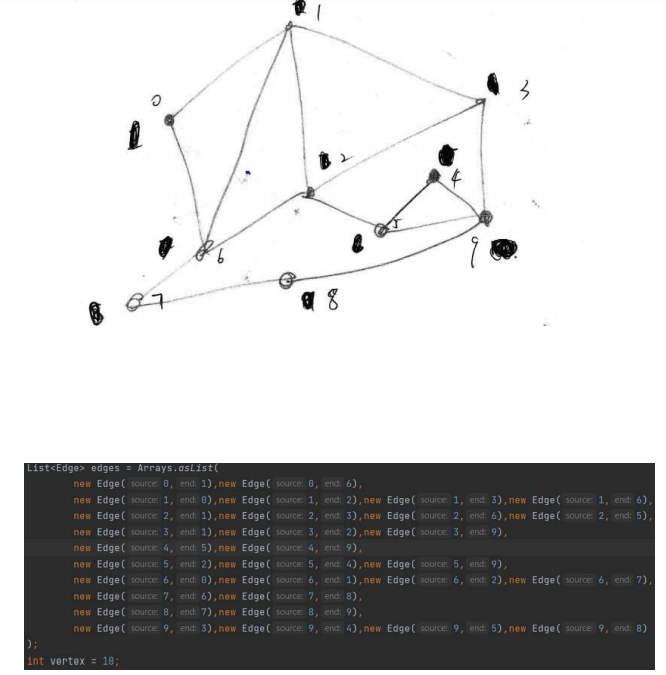 1
0
3
2
4
5
6
9
7
8
List<Edge> edges = Arrays.asList(
new Edge( source: 0, end: 1),new Edge( source: 0, end: 6),
new Edge( source: 1, end: 0),new Edge( source: 1, end: 2),new Edge( source: 1, end: 3),new Edge( source: 1, end: 6),
new Edge( source: 2, end: 1),new Edge( source: 2, end: 3),new Edge( source: 2, end: 6),new Edge( source: 2, end: 5),
new Edge( source: 3, end: 1),new Edge( source: 3, end: 2),new Edge( source: 3, end: 9),
new Edge( source: 4, end: 5),new Edge( source: 4, end: 9),
new Edge( source: 5, end: 2),new Edge( source: 5, end: 4),new Edge( source: 5, end: 9),
new Edge( source: 6, end: 0),new Edge( source: 6, end: 1),new Edge( source: 6, end: 2),new Edge( source: 6, end: 7),
new Edge( source: 7, end: 6),new Edge( source: 7, end: 8),
new Edge( source: 8, end: 7),new Edge( source: 8, end: 9),
new Edge( source: 9, end: 3),new Edge( source: 9, end: 4),new Edge( source: 9, end: 5),new Edge( source: 9, end: 8)
);
int vertex = 10;